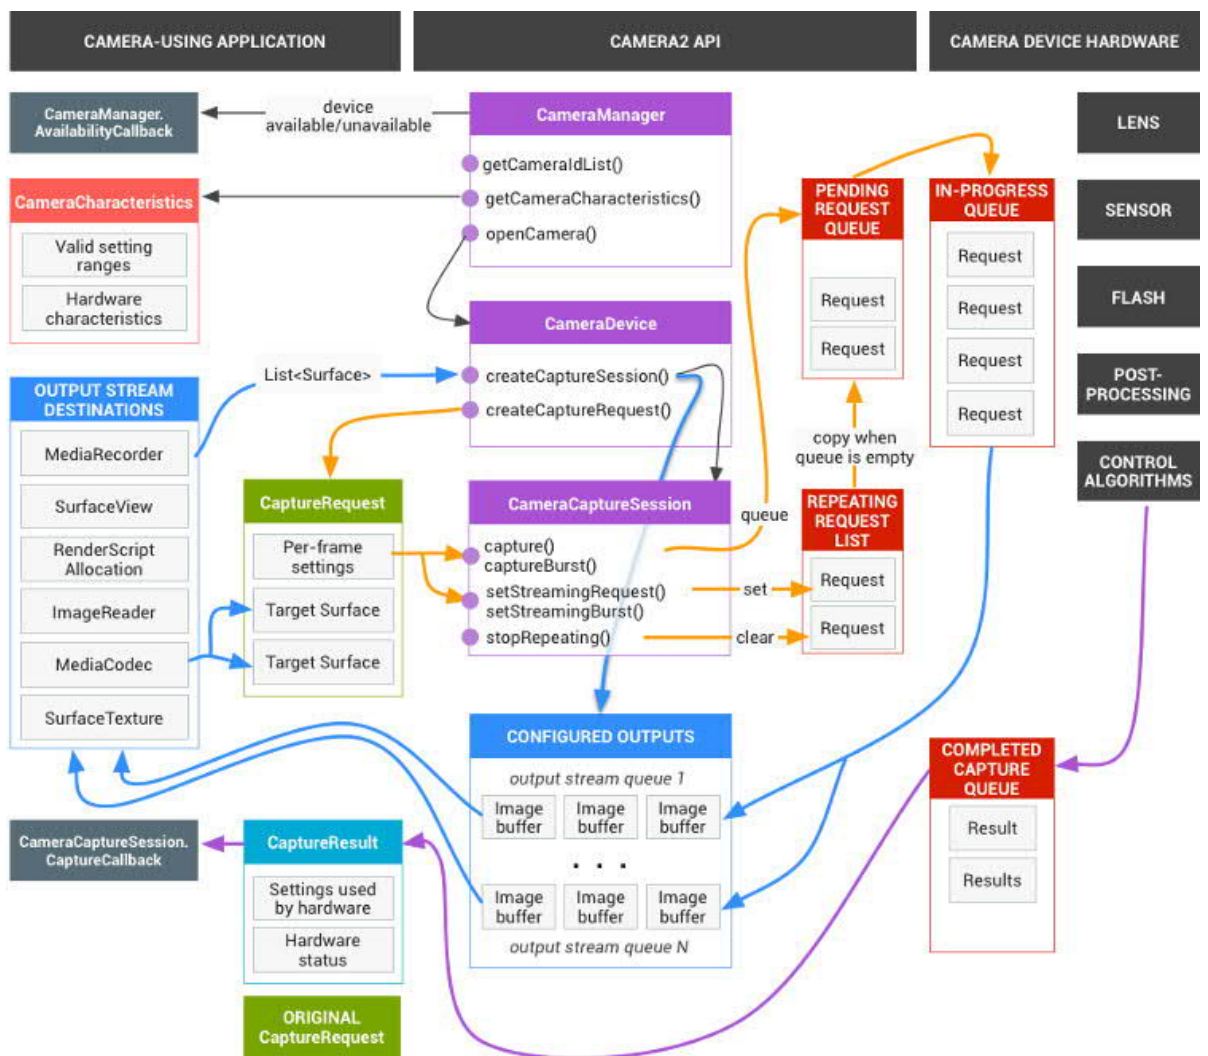 CAMERA-USING APPLICATION
CAMERA2 API
CAMERA DEVICE HARDWARE
CameraManager.
AvailabilityCallback
device
available/unavailable
CameraManager
getCameraIdList()
getCameraCharacteristics()
openCamera()
CameraCharacteristics
Valid setting
ranges
Hardware
characteristics
PENDING
REQUEST
QUEUE
Request
Request
IN-PROGRESS
QUEUE
Request
Request
Request
Request
LENS
SENSOR
FLASH
POST-
PROCESSING
CONTROL
ALGORITHMS
CameraDevice
createCaptureSession()
createCaptureRequest()
List<Surface>
OUTPUT STREAM
DESTINATIONS
MediaRecorder
SurfaceView
RenderScript
Allocation
ImageReader
MediaCodec
SurfaceTexture
CaptureRequest
Per-frame
settings
Target Surface
Target Surface
CameraCaptureSession
capture()
captureBurst()
setStreamingRequest()
setStreamingBurst()
stopRepeating()
queue
set
clear
copy when
queue is empty
REPEATING
REQUEST
LIST
Request
Request
CONFIGURED OUTPUTS
output stream queue 1
Image
buffer
Image
buffer
Image
buffer
. . .
Image
buffer
Image
buffer
Image
buffer
output stream queue N
COMPLETED
CAPTURE
QUEUE
Result
Results
CameraCaptureSession.
CaptureCallback
CaptureResult
Settings used
by hardware
Hardware
status
ORIGINAL
CaptureRequest